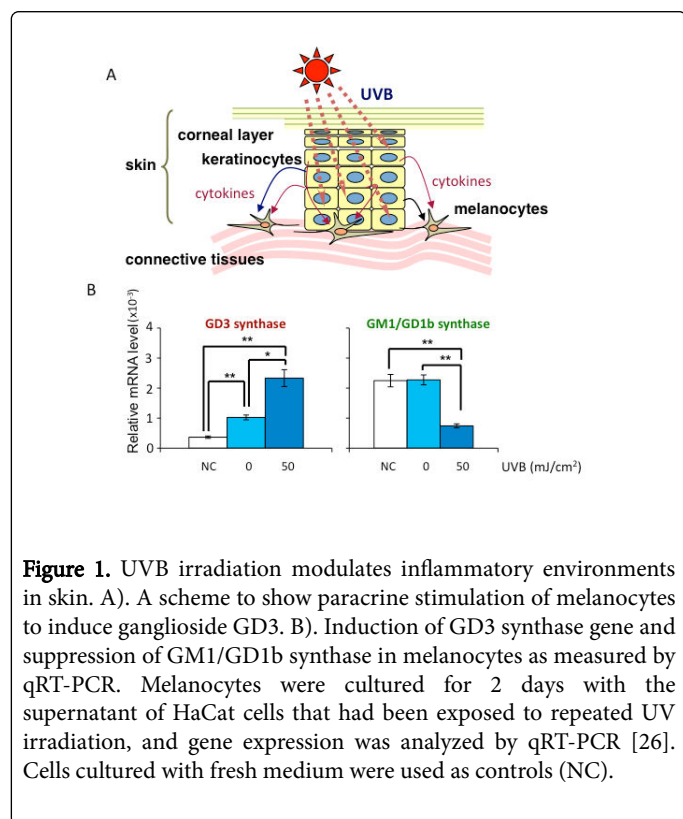 A
UVB
corneal layer
skin
keratinocytes
cytokines
cytokines
melanocytes
connective tissues
B
Relative mRNA level(x10-3)
GD3 synthase
GM1/GD1b synthase
4
3
2
1
0
**
*
**
**
**
NC 0 50 NC 0 50 UVB (mJ/cm²)
Figure 1. UVB irradiation modulates inflammatory environments
in skin. A). A scheme to show paracrine stimulation of melanocytes
to induce ganglioside GD3. B). Induction of GD3 synthase gene and
suppression of GM1/GD1b synthase in melanocytes as measured by
qRT-PCR. Melanocytes were cultured for 2 days with the
supernatant of HaCat cells that had been exposed to repeated UV
irradiation, and gene expression was analyzed by qRT-PCR [26].
Cells cultured with fresh medium were used as controls (NC).